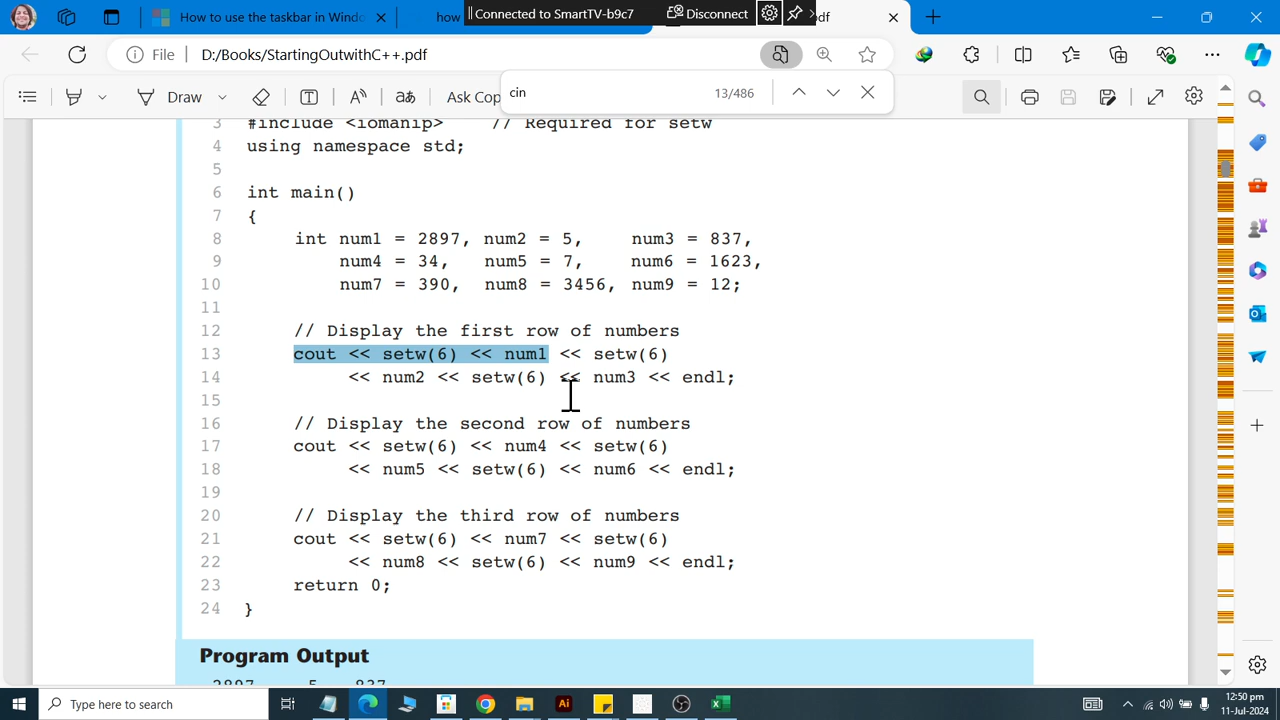 How to use the taskbar in Windo
how
Connected to SmartTV-b9c7
Disconnect
df
File
D:/Books/StartingOutwithC++.pdf
Draw
Ask Cop
cin
13/486
3 #include <iomanip> // Required for setw
4 using namespace std;
5
6 int main()
7 {
8 int num1 = 2897, num2 = 5, num3 = 837,
9 num4 = 34, num5 = 7, num6 = 1623,
10 num7 = 390, num8 = 3456, num9 = 12;
11
12 // Display the first row of numbers
13 cout << setw(6) << num1 << setw(6)
14 << num2 << setw(6) << num3 << endl;
15
16 // Display the second row of numbers
17 cout << setw(6) << num4 << setw(6)
18 << num5 << setw(6) << num6 << endl;
19
20 // Display the third row of numbers
21 cout << setw(6) << num7 << setw(6)
22 << num8 << setw(6) << num9 << endl;
23 return 0;
24 }
Program Output
2897 5 837
Type here to search
12:50 pm
11-Jul-2024